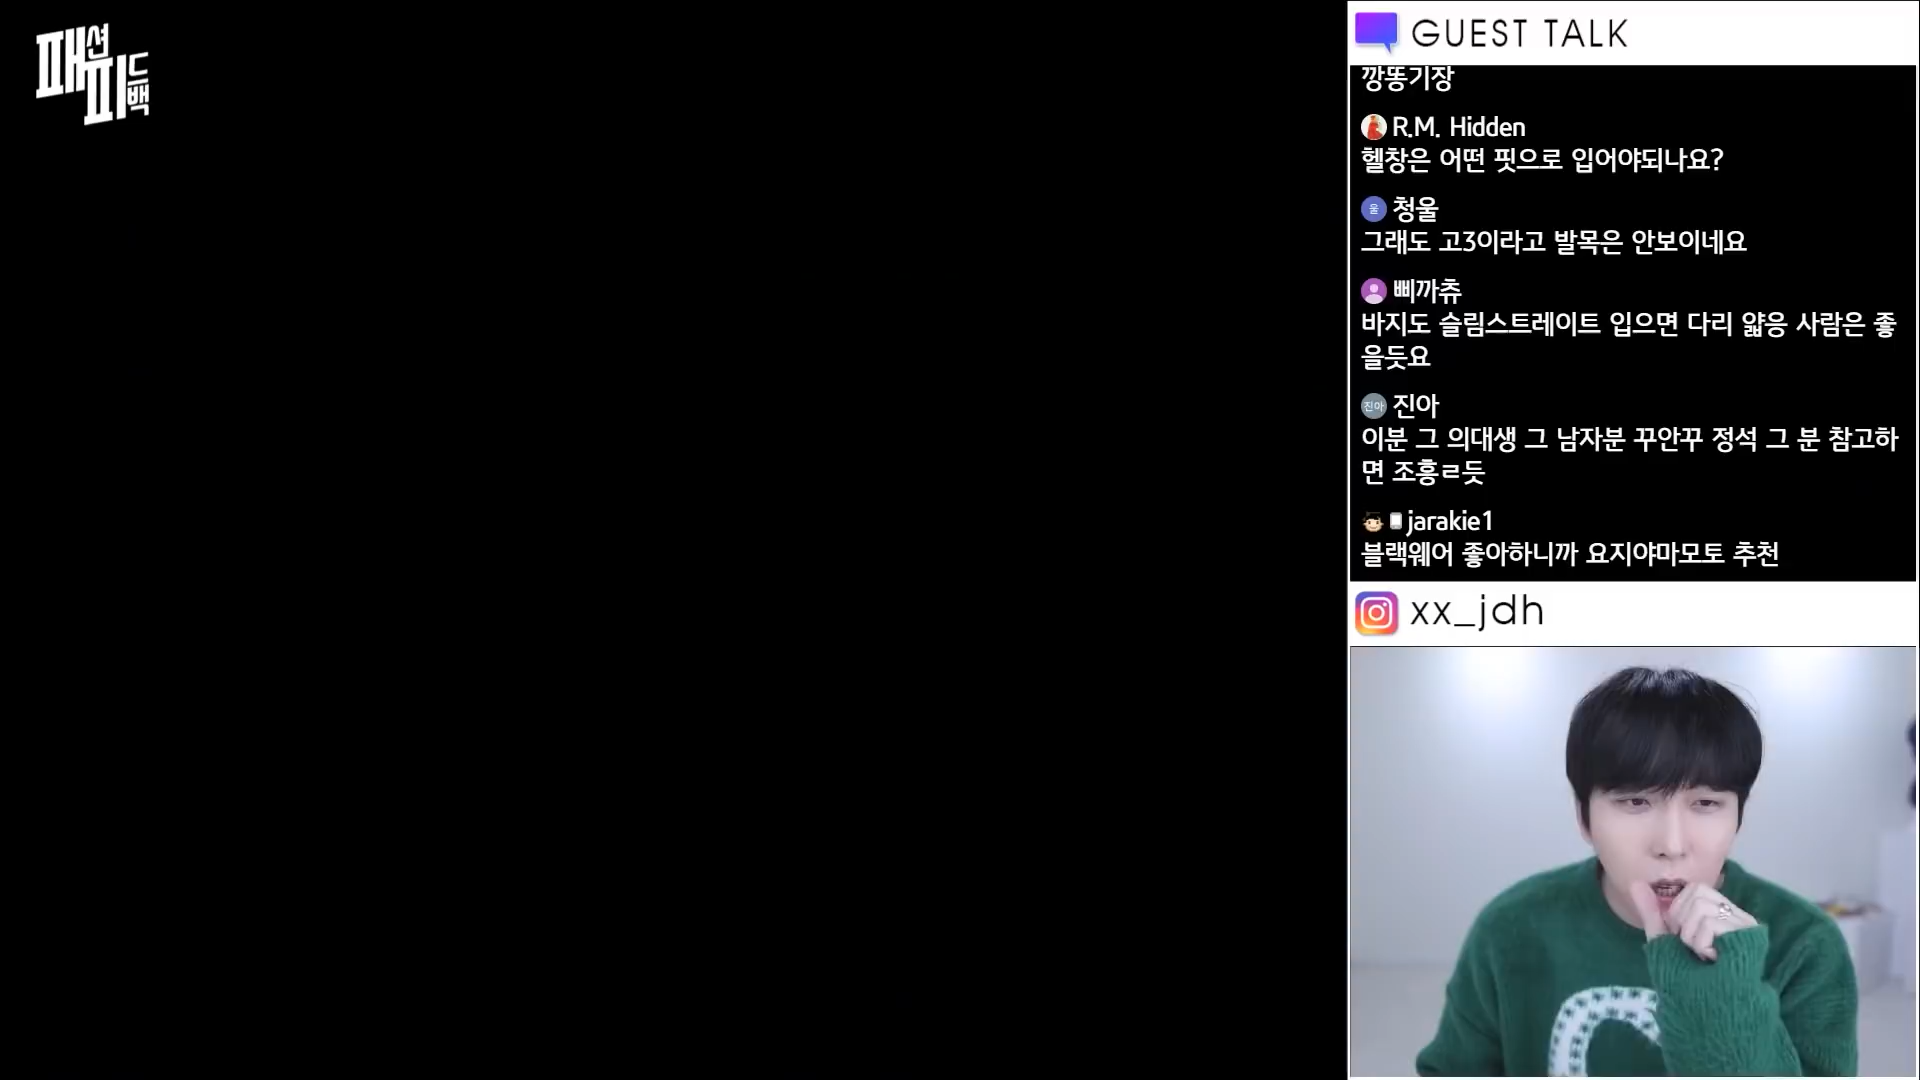 패션
피드백
GUEST TALK
깡똥기장
R.M. Hidden
헬창은 어떤 핏으로 입어야되나요?
울 청울
그래도 고3이라고 발목은 안보이네요
삐까츄
바지도 슬림스트레이트 입으면 다리 얇응 사람은 좋
을듯요
진아 진아
이분 그 의대생 그 남자분 꾸안꾸 정석 그 분 참고하
면 조흥ㄹ듯
jarakie1
블랙웨어 좋아하니까 요지야마모토 추천
xx_jdh